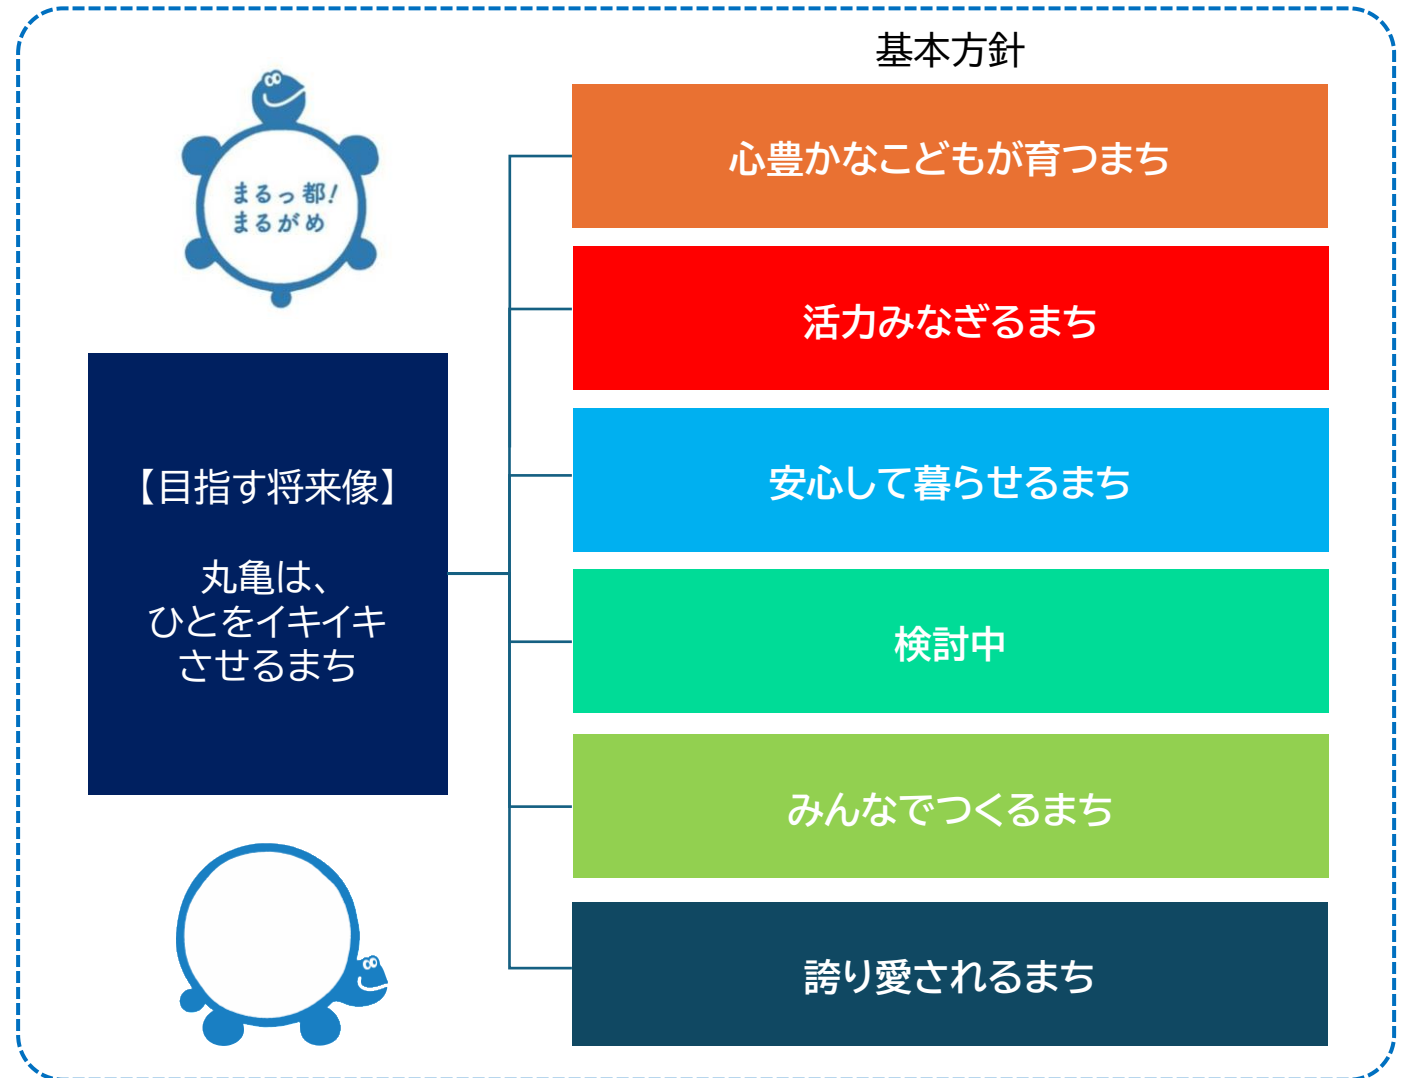 まるっ都!
まるがめ
【目指す将来像】
丸亀は、
ひとをイキイキ
させるまち
基本方針
心豊かなこどもが育つまち
活力みなぎるまち
安心して暮らせるまち
検討中
みんなでつくるまち
誇り愛されるまち